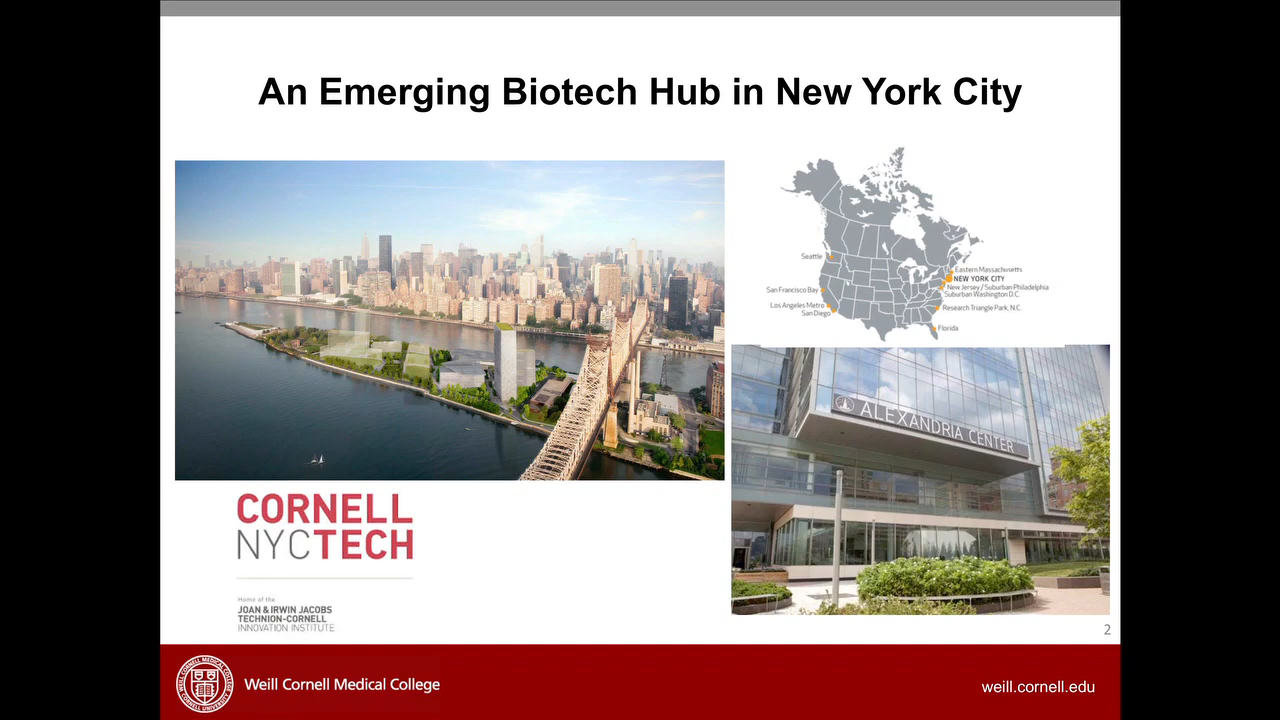 An Emerging Biotech Hub in New York City
Seattle
San Francisco Bay
Los Angeles Metro
San Diego
Eastern Massachusetts
NEW YORK CITY
New Jersey / Suburban Philadelphia
Suburban Washington D.C.
Research Triangle Park, N.C.
Florida
ALEXANDRIA CENTER
CORNELL
NYCTECH
Home of the
JOAN & IRWIN JACOBS
TECHNION-CORNELL
INNOVATION INSTITUTE
2
Weill Cornell Medical College
weill.cornell.edu